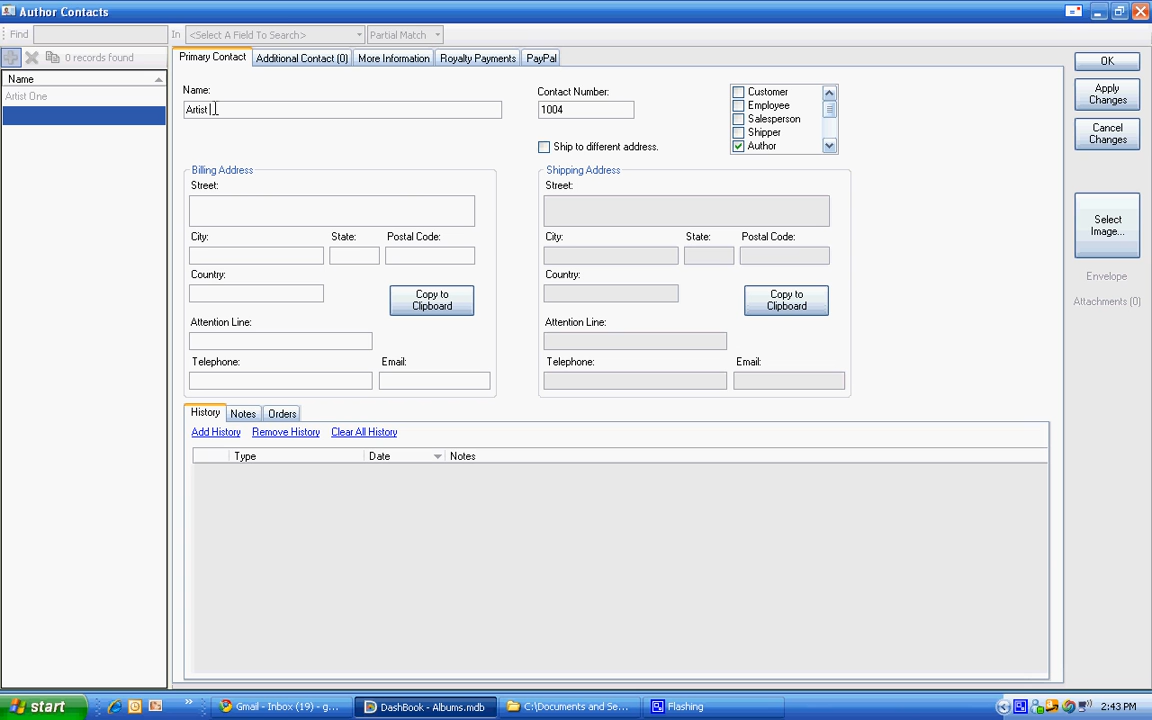 Author Contacts
Find In <Select A Field To Search> Partial Match
0 records found
Name
Artist One
Primary Contact Additional Contact (0) More Information Royalty Payments PayPal
Name:
Artist
Contact Number:
1004
Customer
Employee
Salesperson
Shipper
Author
Ship to different address.
OK
Apply
Changes
Cancel
Changes
Select
Image...
Envelope
Attachments (0)
Billing Address
Street:
City: State: Postal Code:
Country:
Copy to
Clipboard
Attention Line:
Telephone: Email:
Shipping Address
Street:
City: State: Postal Code:
Country:
Copy to
Clipboard
Attention Line:
Telephone: Email:
History Notes Orders
Add History Remove History Clear All History
Type Date Notes
start Gmail - Inbox (19) - g... DashBook - Albums.mdb C:\Documents and Se... Flashing 2:43 PM